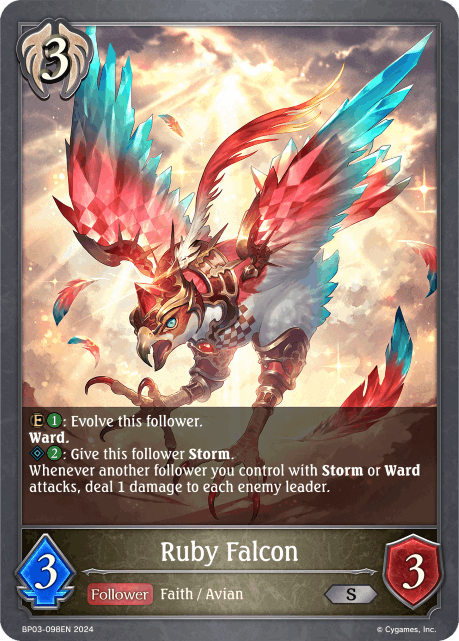 3
E 1: Evolve this follower.
Ward.
2: Give this follower Storm.
Whenever another follower you control with Storm or Ward
attacks, deal 1 damage to each enemy leader.
Ruby Falcon
3
Follower Faith / Avian
S
3
BP03-098EN 2024
© Cygames, Inc.